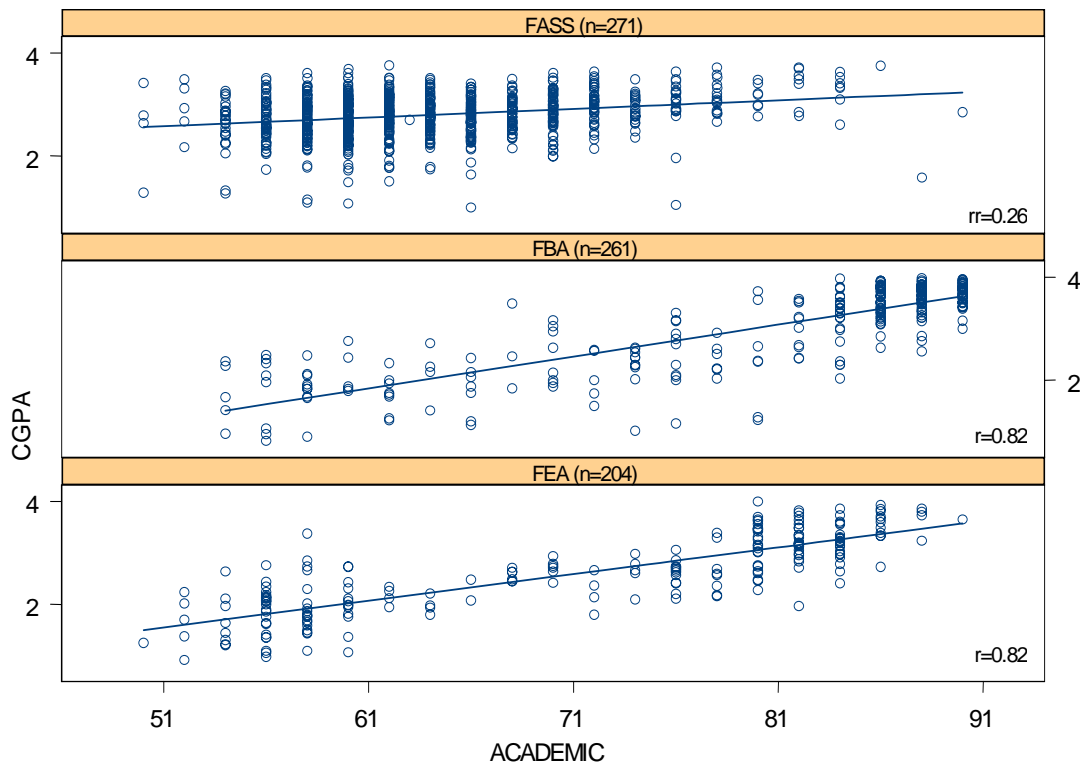 FASS (n=271)
4
2
rr=0.26
FBA (n=261)
4
2
r=0.82
CGPA
FEA (n=204)
4
2
r=0.82
51 61 71 81 91
ACADEMIC